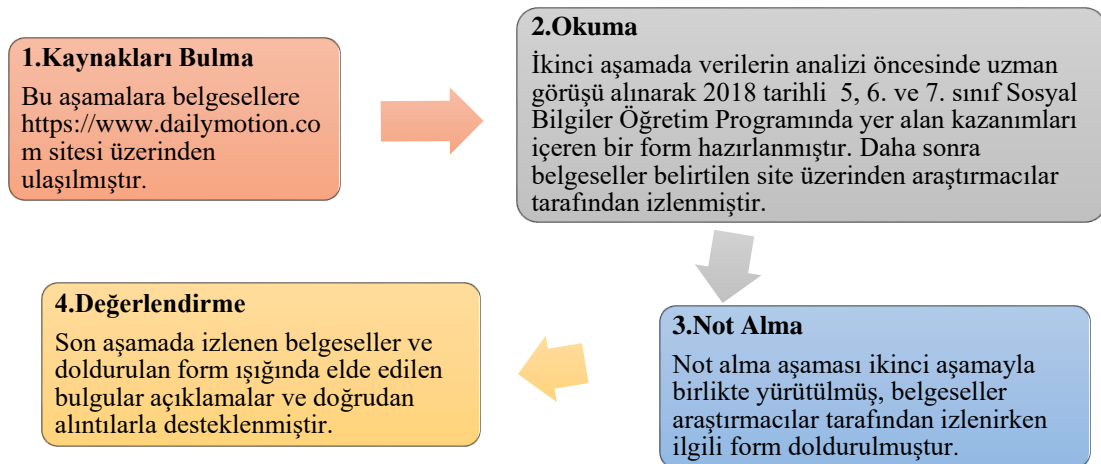 1.Kaynakları Bulma
Bu aşamalara belgesellere
https://www.dailymotion.co
m sitesi üzerinden
ulaşılmıştır.
2.Okuma
İkinci aşamada verilerin analizi öncesinde uzman
görüşü alınarak 2018 tarihli 5, 6. ve 7. sınıf Sosyal
Bilgiler Öğretim Programında yer alan kazanımları
içeren bir form hazırlanmıştır. Daha sonra
belgeseller belirtilen site üzerinden araştırmacılar
tarafından izlenmiştir.
3.Not Alma
Not alma aşaması ikinci aşamayla
birlikte yürütülmüş, belgeseller
araştırmacılar tarafından izlenirken
ilgili form doldurulmuştur.
4.Değerlendirme
Son aşamada izlenen belgeseller ve
doldurulan form ışığında elde edilen
bulgular açıklamalar ve doğrudan
alıntılarla desteklenmiştir.